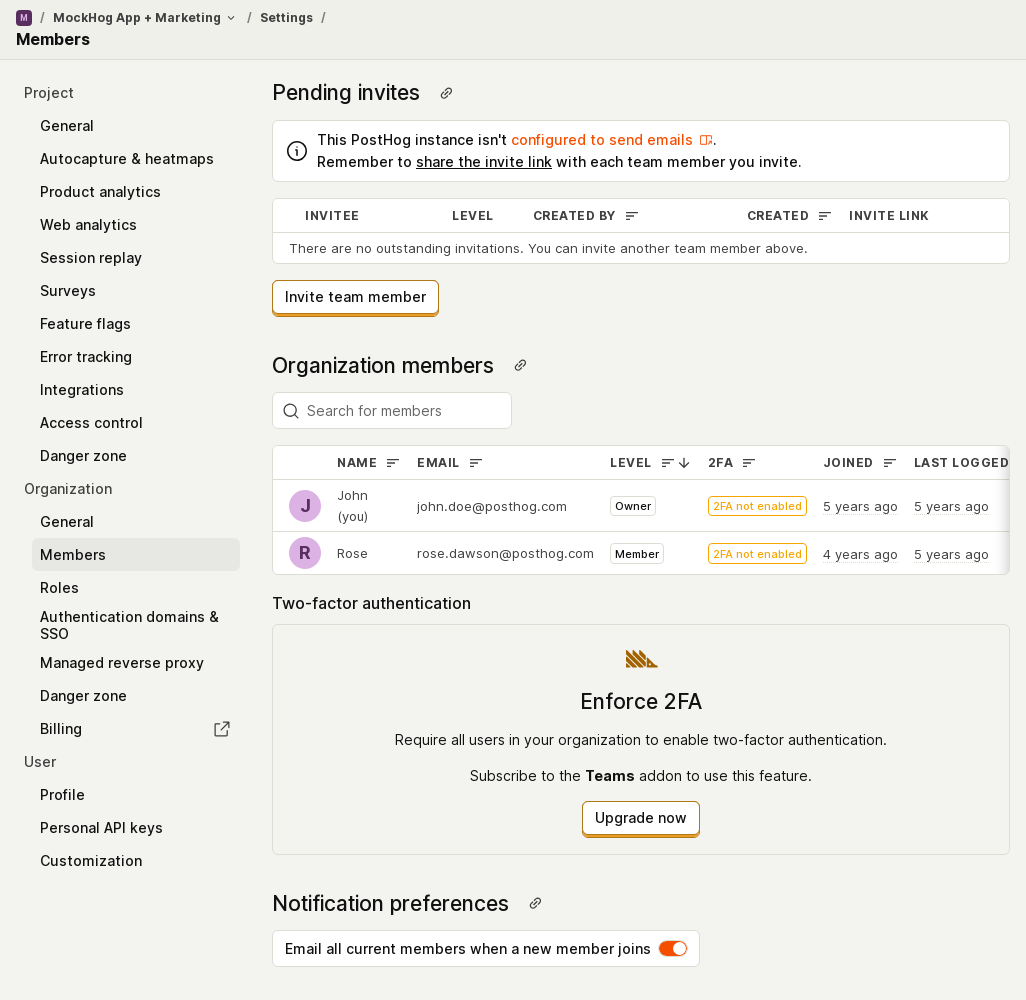 M / MockHog App + Marketing / Settings /
Members
Project
General
Autocapture & heatmaps
Product analytics
Web analytics
Session replay
Surveys
Feature flags
Error tracking
Integrations
Access control
Danger zone
Organization
General
Members
Roles
Authentication domains &
SSO
Managed reverse proxy
Danger zone
Billing
User
Profile
Personal API keys
Customization
Pending invites
This PostHog instance isn't configured to send emails.
Remember to share the invite link with each team member you invite.
INVITEE LEVEL CREATED BY CREATED INVITE LINK
There are no outstanding invitations. You can invite another team member above.
Invite team member
Organization members
Search for members
NAME EMAIL LEVEL 2FA JOINED LAST LOGGED
J John (you) john.doe@posthog.com Owner 2FA not enabled 5 years ago 5 years ago
R Rose rose.dawson@posthog.com Member 2FA not enabled 4 years ago 5 years ago
Two-factor authentication
Enforce 2FA
Require all users in your organization to enable two-factor authentication.
Subscribe to the Teams addon to use this feature.
Upgrade now
Notification preferences
Email all current members when a new member joins